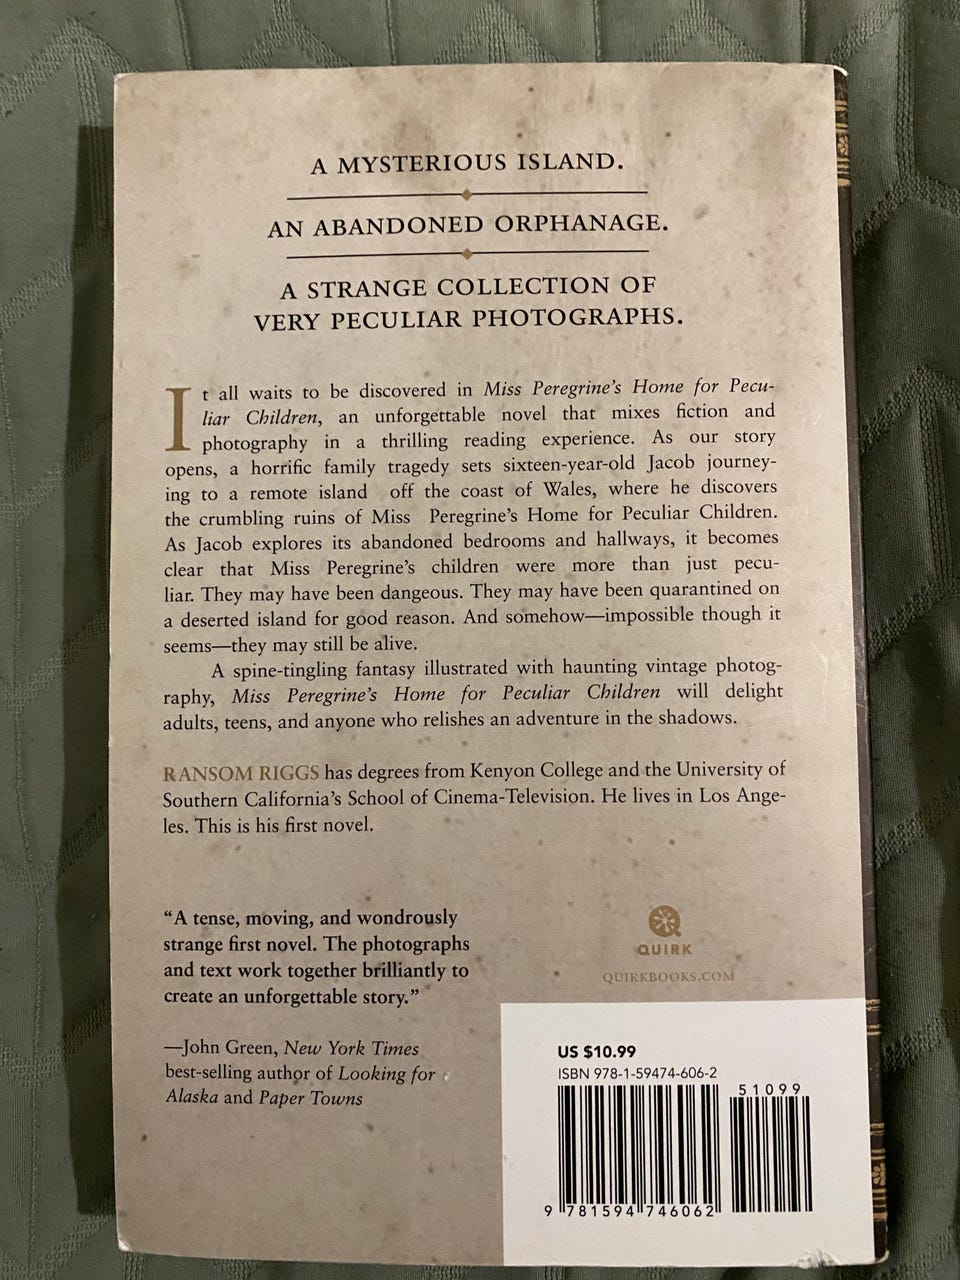 A MYSTERIOUS ISLAND.
AN ABANDONED ORPHANAGE.
A STRANGE COLLECTION OF
VERY PECULIAR PHOTOGRAPHS.
It all waits to be discovered in Miss Peregrine's Home for Pecu-
liar Children, an unforgettable novel that mixes fiction and
photography in a thrilling reading experience. As our story
opens, a horrific family tragedy sets sixteen-year-old Jacob journey-
ing to a remote island off the coast of Wales, where he discovers
the crumbling ruins of Miss Peregrine's Home for Peculiar Children.
As Jacob explores its abandoned bedrooms and hallways, it becomes
clear that Miss Peregrine's children were more than just pecu-
liar. They may have been dangeous. They may have been quarantined on
a deserted island for good reason. And somehow—impossible though it
seems—they may still be alive.
A spine-tingling fantasy illustrated with haunting vintage photog-
raphy, Miss Peregrine's Home for Peculiar Children will delight
adults, teens, and anyone who relishes an adventure in the shadows.
RANSOM RIGGS has degrees from Kenyon College and the University of
Southern California's School of Cinema-Television. He lives in Los Ange-
les. This is his first novel.
“A tense, moving, and wondrously
strange first novel. The photographs
and text work together brilliantly to
create an unforgettable story.”
—John Green, New York Times
best-selling author of Looking for
Alaska and Paper Towns
QUIRK
QUIRKBOOKS.COM
US $10.99
ISBN 978-1-59474-606-2
51099
9 781594 746062